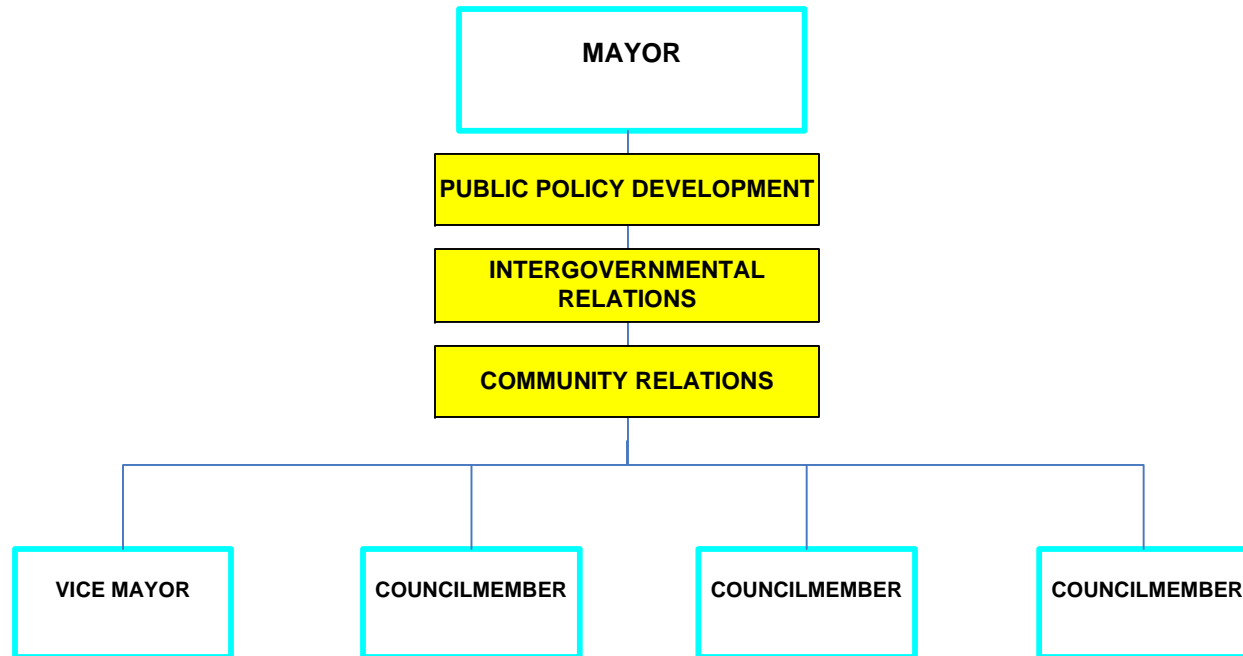 MAYOR
PUBLIC POLICY DEVELOPMENT
INTERGOVERNMENTAL
RELATIONS
COMMUNITY RELATIONS
VICE MAYOR
COUNCILMEMBER
COUNCILMEMBER
COUNCILMEMBER